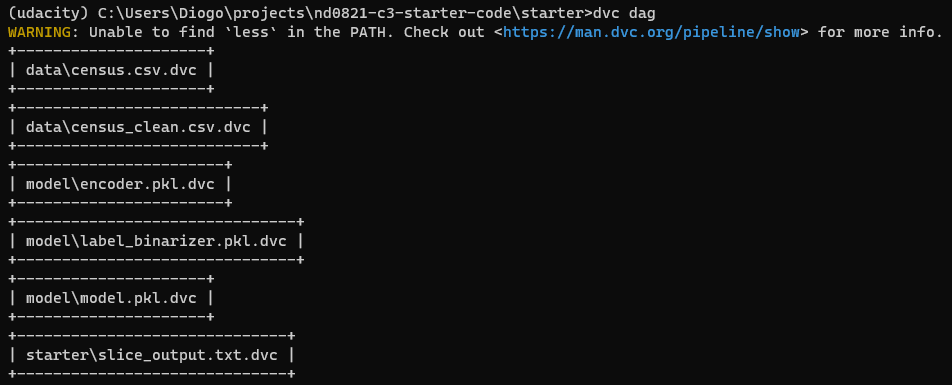 (udacity) C:\Users\Diogo\projects\nd0821-c3-starter-code\starter>dvc dag
WARNING: Unable to find `less` in the PATH. Check out <https://man.dvc.org/pipeline/show> for more info.
+---------------------+
| data\census.csv.dvc |
+---------------------+
+---------------------------+
| data\census_clean.csv.dvc |
+---------------------------+
+-----------------------+
| model\encoder.pkl.dvc |
+-----------------------+
+-------------------------------+
| model\label_binarizer.pkl.dvc |
+-------------------------------+
+---------------------+
| model\model.pkl.dvc |
+---------------------+
+------------------------------+
| starter\slice_output.txt.dvc |
+------------------------------+